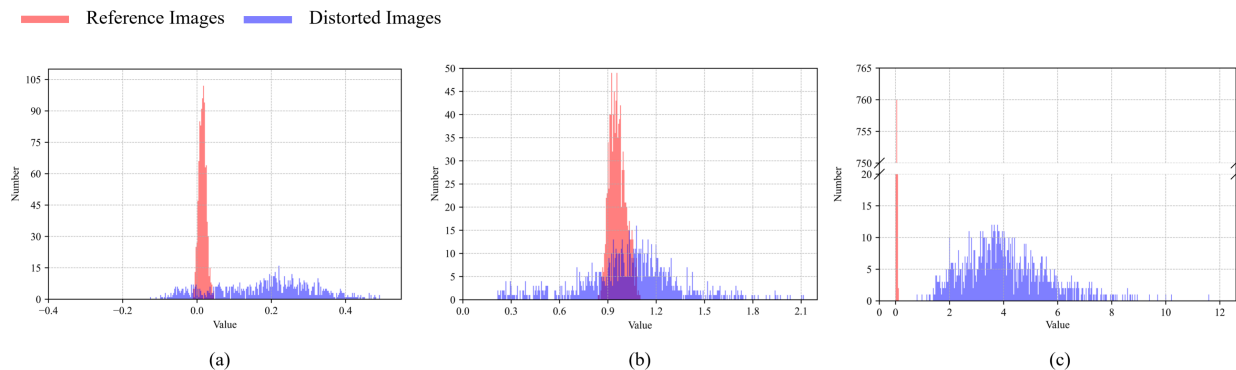 Reference Images Distorted Images
105
90
75
60
45
30
15
0
Number
−0.4 −0.2 0.0 0.2 0.4
Value
(a)
50
45
40
35
30
25
20
15
10
5
0
Number
0.0 0.3 0.6 0.9 1.2 1.5 1.8 2.1
Value
(b)
765
760
755
750
20
15
10
5
0
Number
0 0 2 4 6 8 10 12
Value
(c)